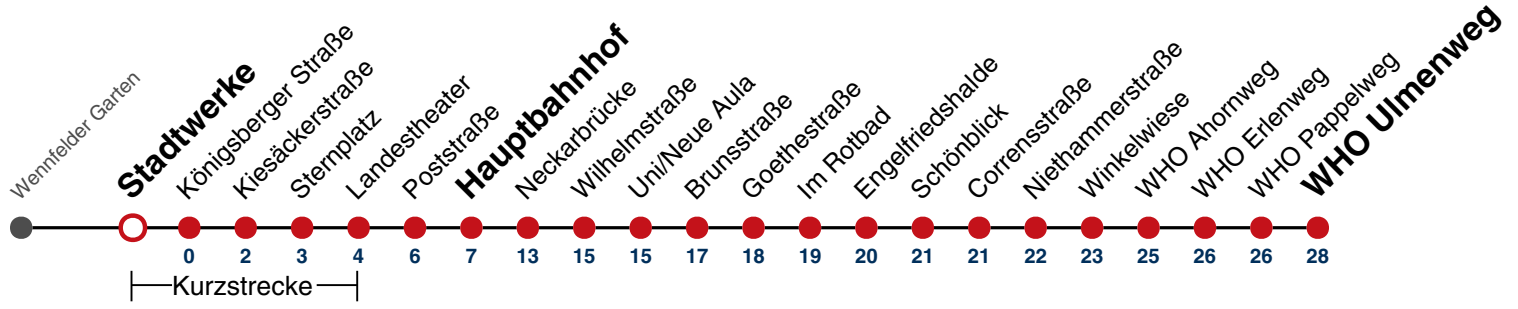 Wennfelder Garten
Stadtwerke
Königsberger Straße
Kiesäckerstraße
Sternplatz
Landestheater
Poststraße
Hauptbahnhof
Neckarbrücke
Wilhelmstraße
Uni/Neue Aula
Brunsstraße
Goethestraße
Im Rotbad
Engelfriedshalde
Schönblick
Corrensstraße
Niethammerstraße
Winkelwiese
WHO Ahornweg
WHO Erlenweg
WHO Pappelweg
WHO Ulmenweg
0 2 3 4 6 7 13 15 15 17 18 19 20 21 21 22 23 25 26 26 28
Kurzstrecke